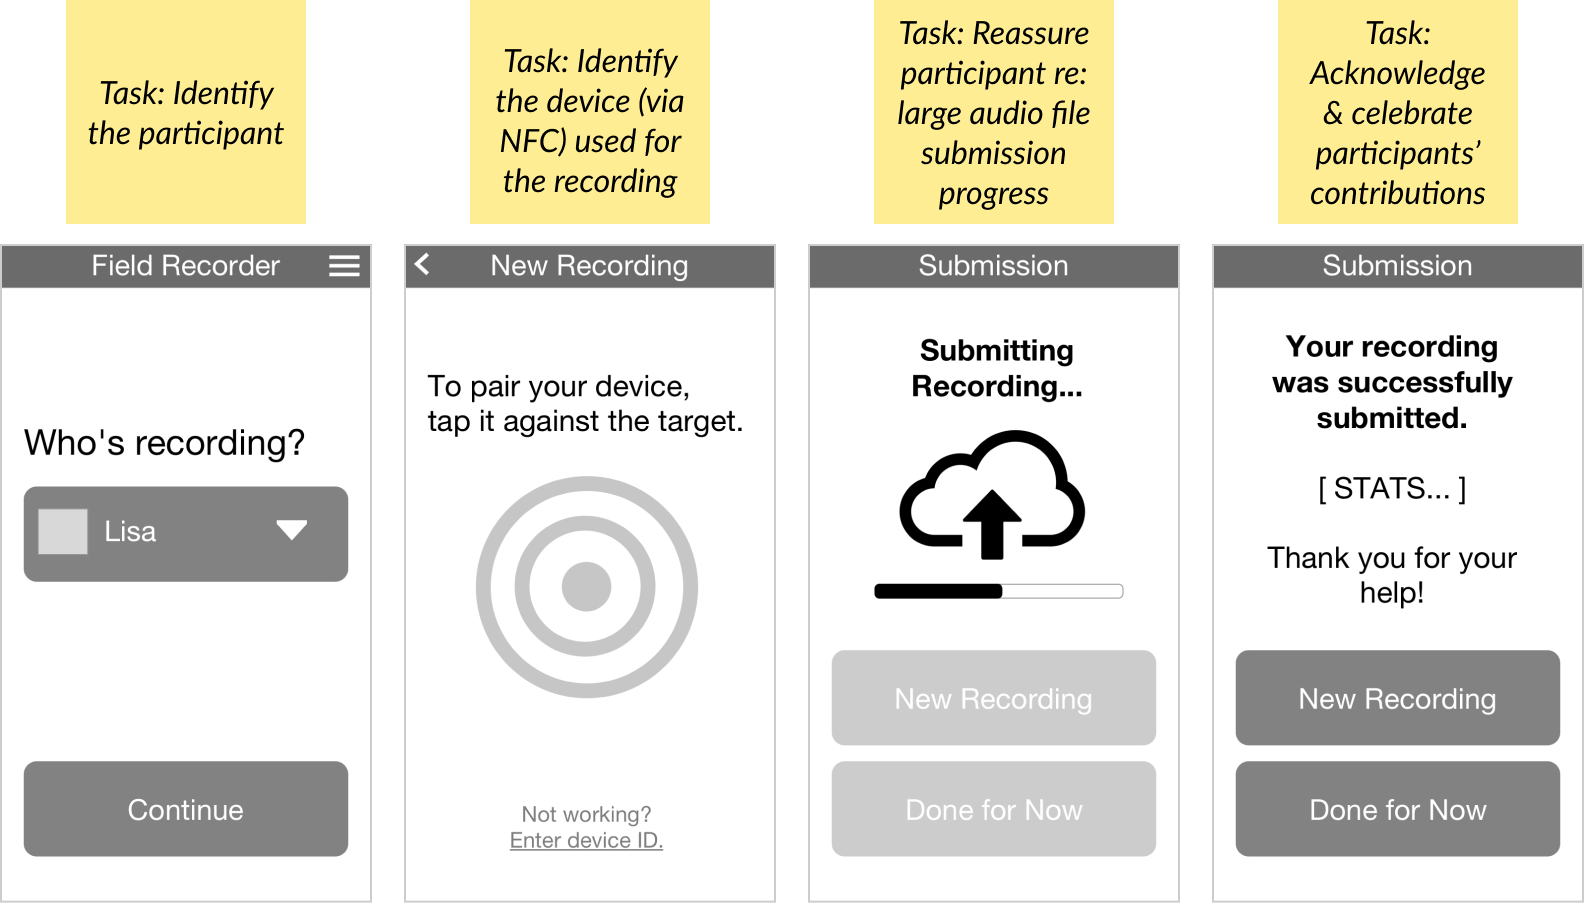 Task: Identify
the participant
Task: Identify
the device (via
NFC) used for
the recording
Task: Reassure
participant re:
large audio file
submission
progress
Task:
Acknowledge
& celebrate
participants’
contributions
Field Recorder
Who's recording?
Lisa
Continue
New Recording
To pair your device,
tap it against the target.
Not working?
Enter device ID.
Submission
Submitting
Recording...
New Recording
Done for Now
Submission
Your recording
was successfully
submitted.
[ STATS... ]
Thank you for your
help!
New Recording
Done for Now